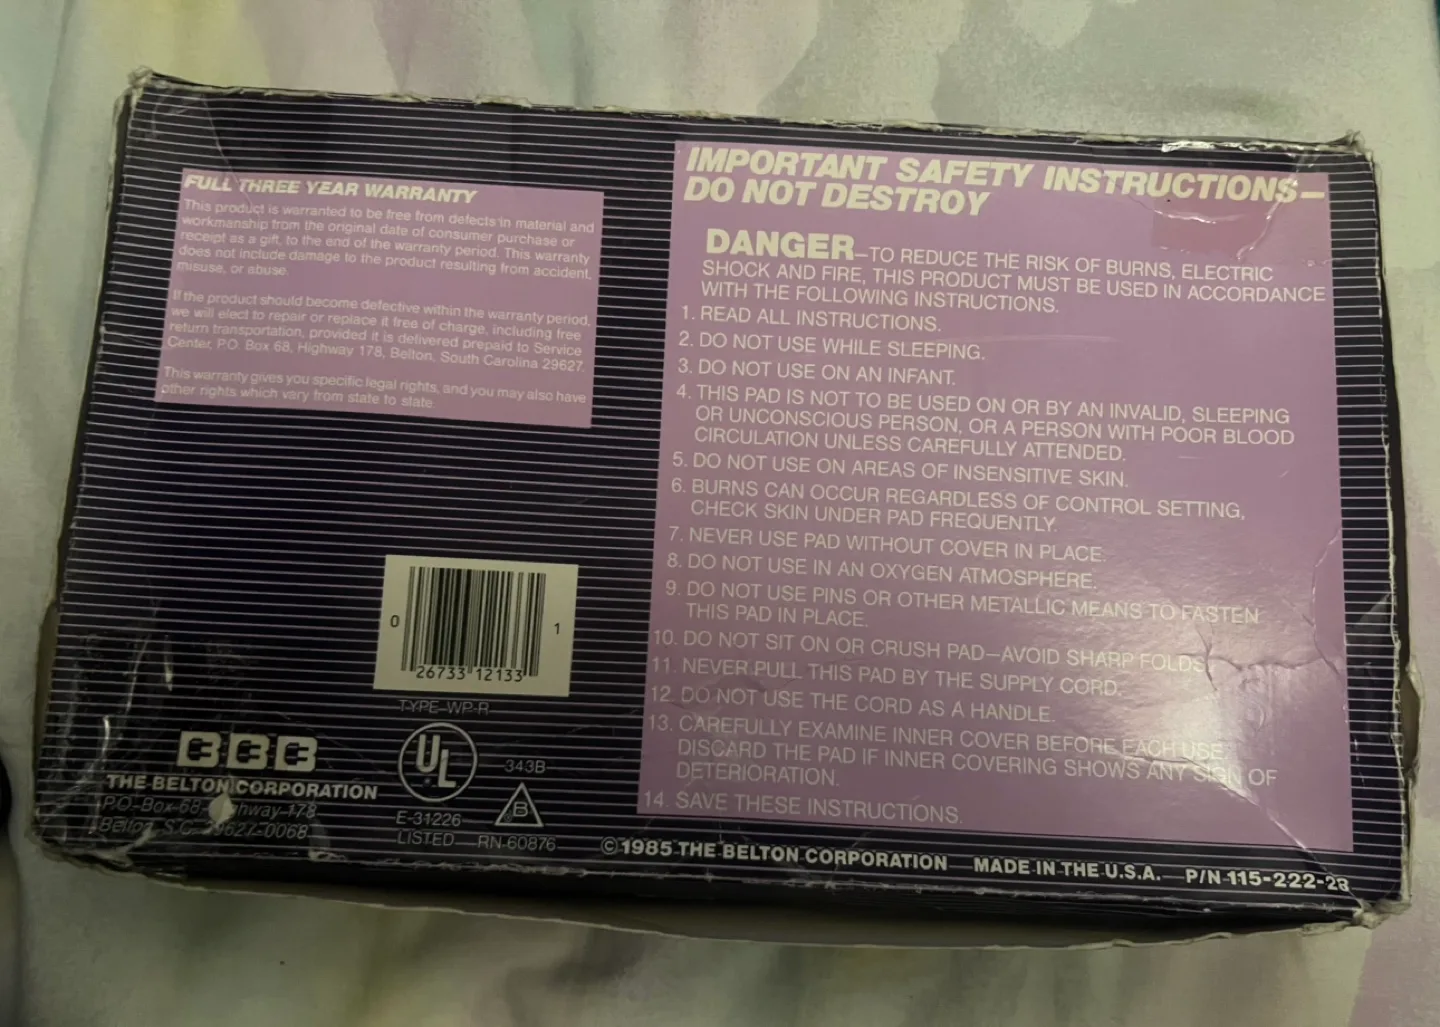 FULL THREE YEAR WARRANTY
This product is warranted to be free from defects in material and
workmanship from the original date of consumer purchase or
receipt as a gift, to the end of the warranty period. This warranty
does not include damage to the product resulting from accident,
misuse, or abuse.
If the product should become defective within the warranty period,
we will elect to repair or replace it free of charge, including free
return transportation, provided it is delivered prepaid to Service
Center, P.O. Box 68, Highway 178, Belton, South Carolina 29627.
This warranty gives you specific legal rights, and you may also have
other rights which vary from state to state.
IMPORTANT SAFETY INSTRUCTIONS—
DO NOT DESTROY
DANGER—TO REDUCE THE RISK OF BURNS, ELECTRIC
SHOCK AND FIRE, THIS PRODUCT MUST BE USED IN ACCORDANCE
WITH THE FOLLOWING INSTRUCTIONS.
1. READ ALL INSTRUCTIONS.
2. DO NOT USE WHILE SLEEPING.
3. DO NOT USE ON AN INFANT.
4. THIS PAD IS NOT TO BE USED ON OR BY AN INVALID, SLEEPING
OR UNCONSCIOUS PERSON, OR A PERSON WITH POOR BLOOD
CIRCULATION UNLESS CAREFULLY ATTENDED.
5. DO NOT USE ON AREAS OF INSENSITIVE SKIN.
6. BURNS CAN OCCUR REGARDLESS OF CONTROL SETTING,
CHECK SKIN UNDER PAD FREQUENTLY.
7. NEVER USE PAD WITHOUT COVER IN PLACE.
8. DO NOT USE IN AN OXYGEN ATMOSPHERE.
9. DO NOT USE PINS OR OTHER METALLIC MEANS TO FASTEN
THIS PAD IN PLACE.
10. DO NOT SIT ON OR CRUSH PAD—AVOID SHARP FOLDS.
11. NEVER PULL THIS PAD BY THE SUPPLY CORD.
12. DO NOT USE THE CORD AS A HANDLE.
13. CAREFULLY EXAMINE INNER COVER BEFORE EACH USE
DISCARD THE PAD IF INNER COVERING SHOWS ANY SIGN OF
DETERIORATION.
14. SAVE THESE INSTRUCTIONS.
0 26733 12133 1
TYPE WP-R
UL
343B
B
E-31226
LISTED RN 60876
THE BELTON CORPORATION
P.O. Box 68
178
S.C. 29627-0068
©1985 THE BELTON CORPORATION MADE IN THE U.S.A. P/N 115-222-28